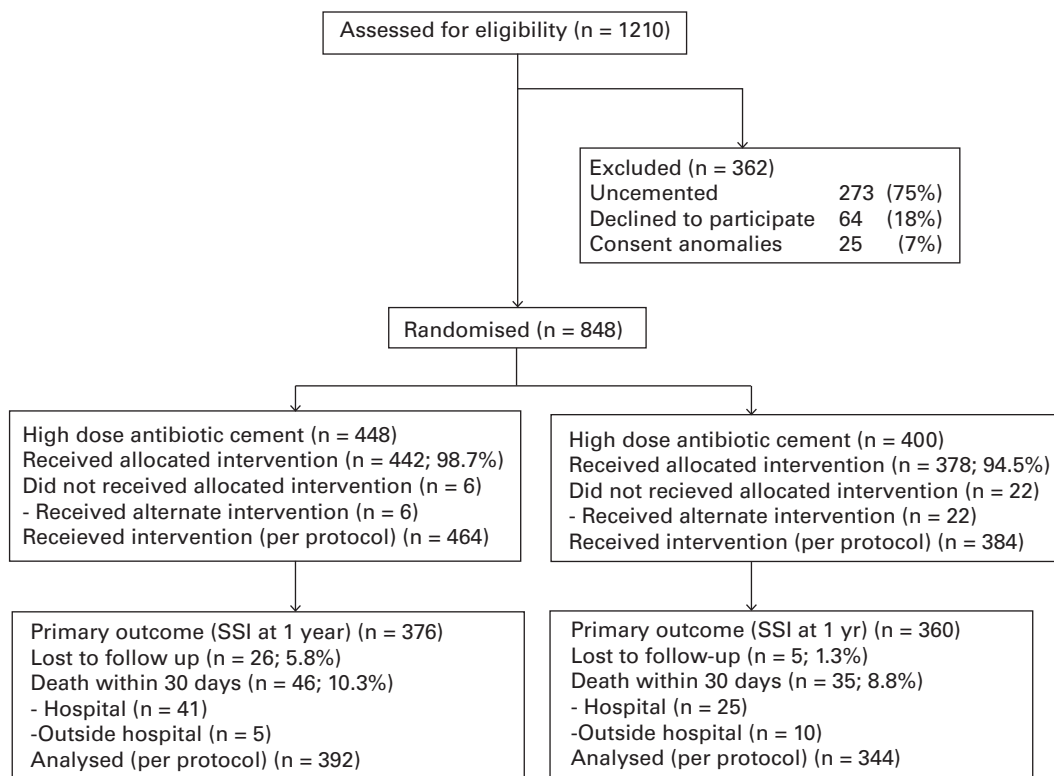 Assessed for eligibility (n = 1210)
Excluded (n = 362)
Uncemented 273 (75%)
Declined to participate 64 (18%)
Consent anomalies 25 (7%)
Randomised (n = 848)
High dose antibiotic cement (n = 448)
Received allocated intervention (n = 442; 98.7%)
Did not received allocated intervention (n = 6)
- Received alternate intervention (n = 6)
Receieved intervention (per protocol) (n = 464)
High dose antibiotic cement (n = 400)
Received allocated intervention (n = 378; 94.5%)
Did not recieved allocated intervention (n = 22)
- Received alternate intervention (n = 22)
Received intervention (per protocol) (n = 384)
Primary outcome (SSI at 1 year) (n = 376)
Lost to follow up (n = 26; 5.8%)
Death within 30 days (n = 46; 10.3%)
- Hospital (n = 41)
-Outside hospital (n = 5)
Analysed (per protocol) (n = 392)
Primary outcome (SSI at 1 yr) (n = 360)
Lost to follow-up (n = 5; 1.3%)
Death within 30 days (n = 35; 8.8%)
- Hospital (n = 25)
-Outside hospital (n = 10)
Analysed (per protocol) (n = 344)